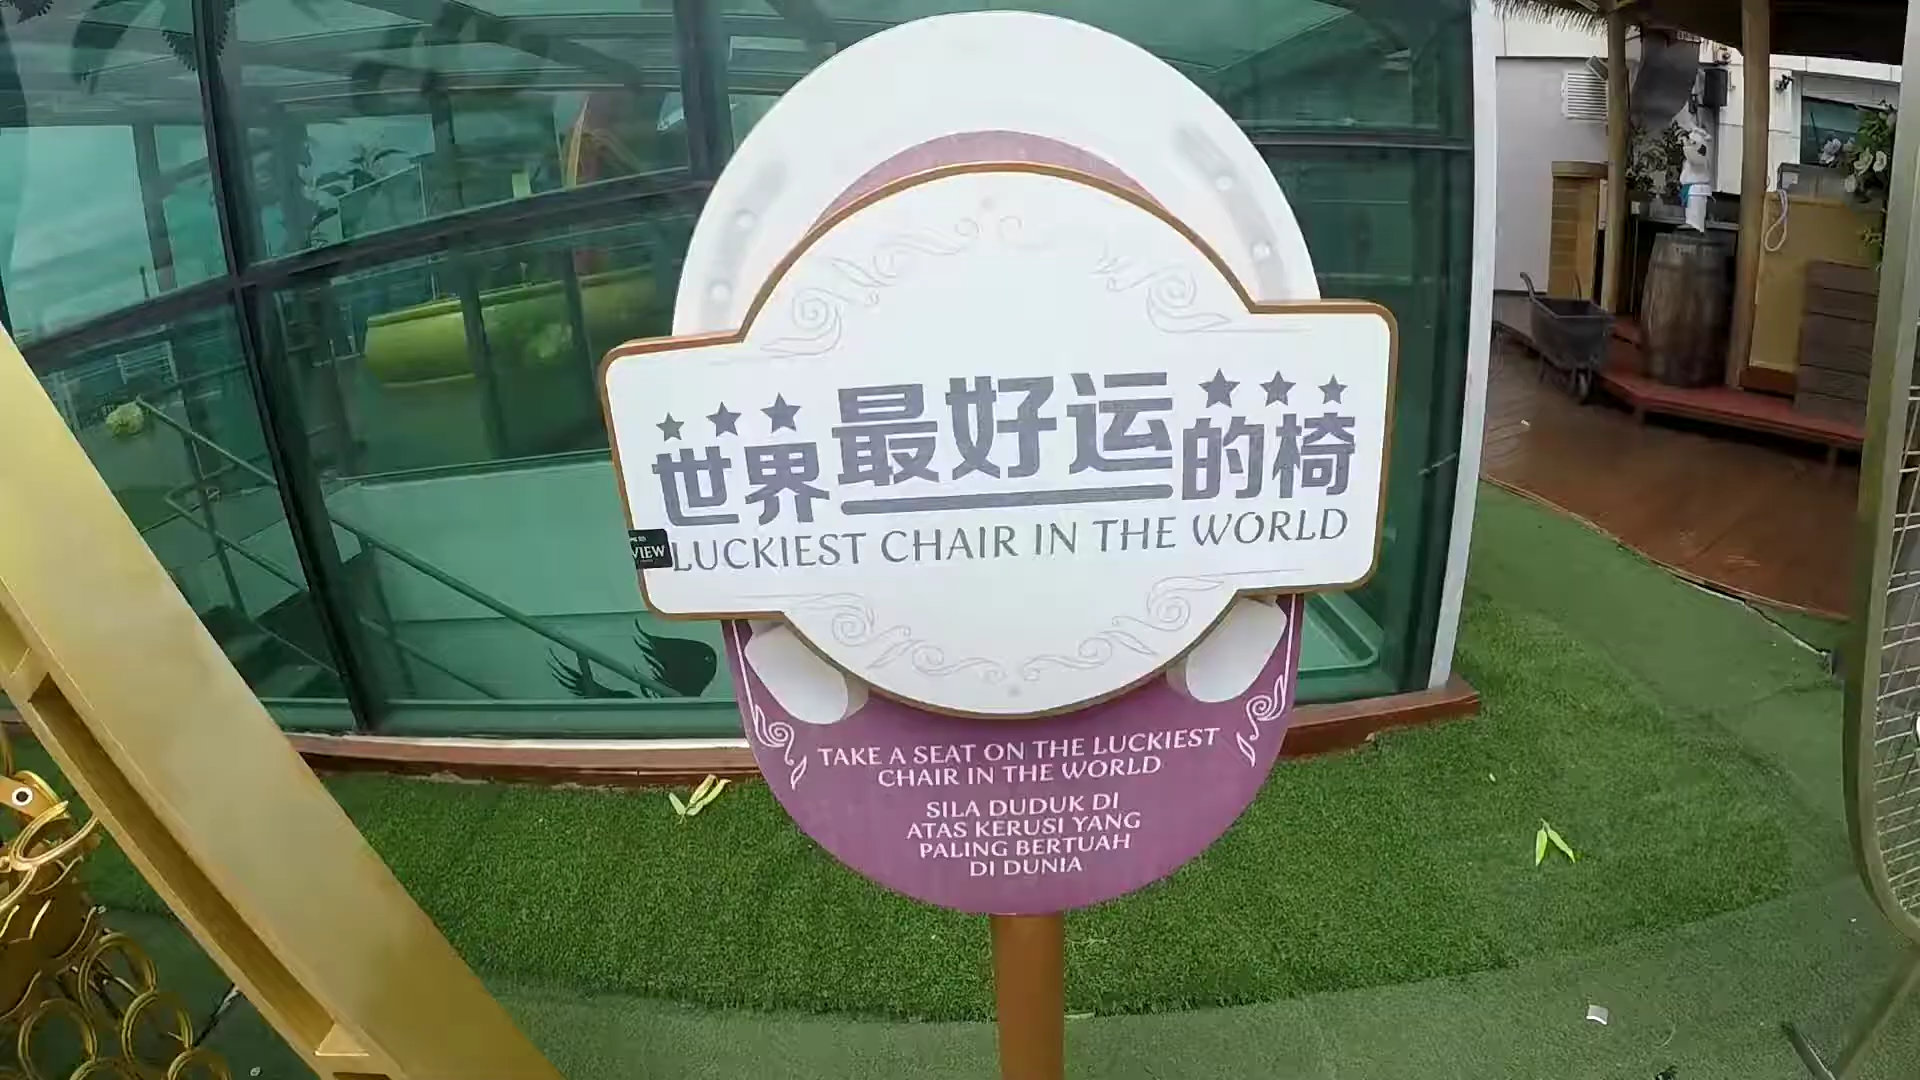 世界最好运的椅
LUCKIEST CHAIR IN THE WORLD
VIEW
TAKE A SEAT ON THE LUCKIEST
CHAIR IN THE WORLD
SILA DUDUK DI
ATAS KERUSI YANG
PALING BERTUAH
DI DUNIA